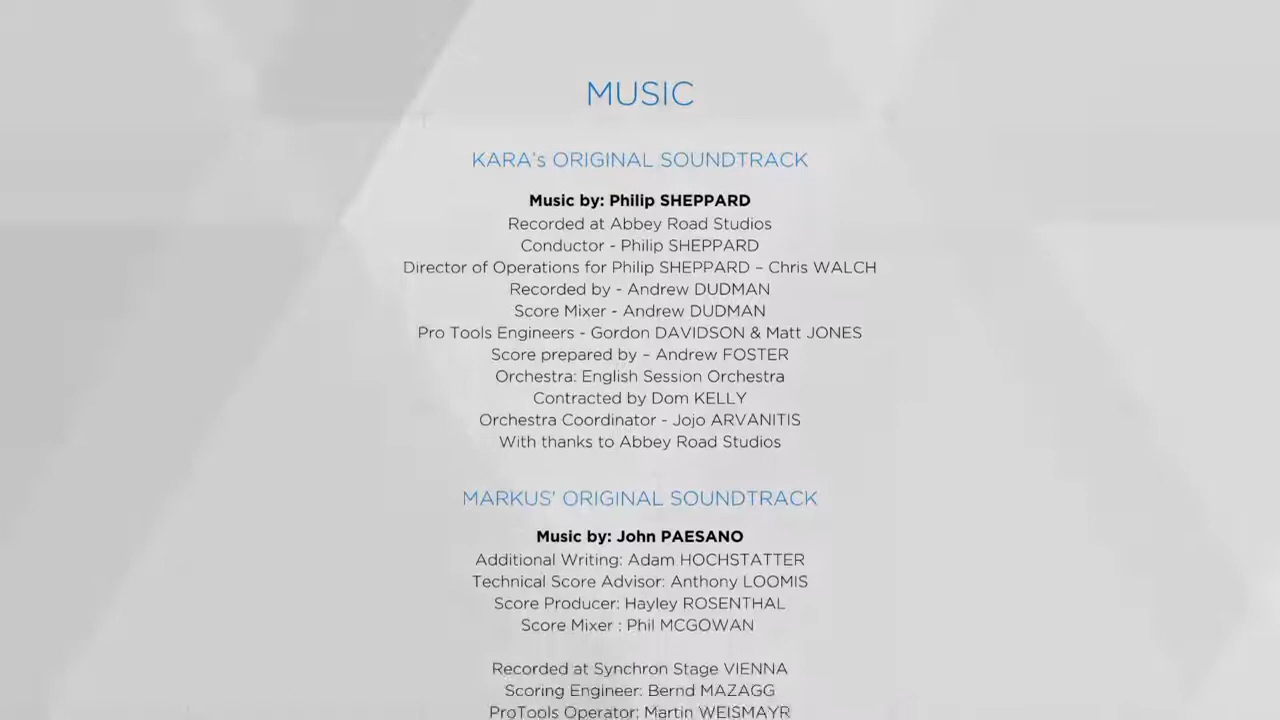 MUSIC
KARA's ORIGINAL SOUNDTRACK
Music by: Philip SHEPPARD
Recorded at Abbey Road Studios
Conductor - Philip SHEPPARD
Director of Operations for Philip SHEPPARD – Chris WALCH
Recorded by - Andrew DUDMAN
Score Mixer - Andrew DUDMAN
Pro Tools Engineers - Gordon DAVIDSON & Matt JONES
Score prepared by – Andrew FOSTER
Orchestra: English Session Orchestra
Contracted by Dom KELLY
Orchestra Coordinator - Jojo ARVANITIS
With thanks to Abbey Road Studios
MARKUS' ORIGINAL SOUNDTRACK
Music by: John PAESANO
Additional Writing: Adam HOCHSTATTER
Technical Score Advisor: Anthony LOOMIS
Score Producer: Hayley ROSENTHAL
Score Mixer : Phil MCGOWAN
Recorded at Synchron Stage VIENNA
Scoring Engineer: Bernd MAZAGG
ProTools Operator: Martin WEISMAYR